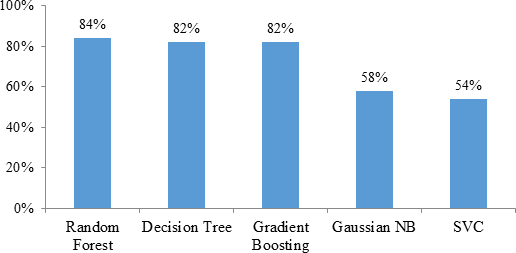 100%
84%
82%
82%
80%
58%
54%
60%
40%
20%
0%
Random Forest
Decision Tree
Gradient Boosting
Gaussian NB
SVC